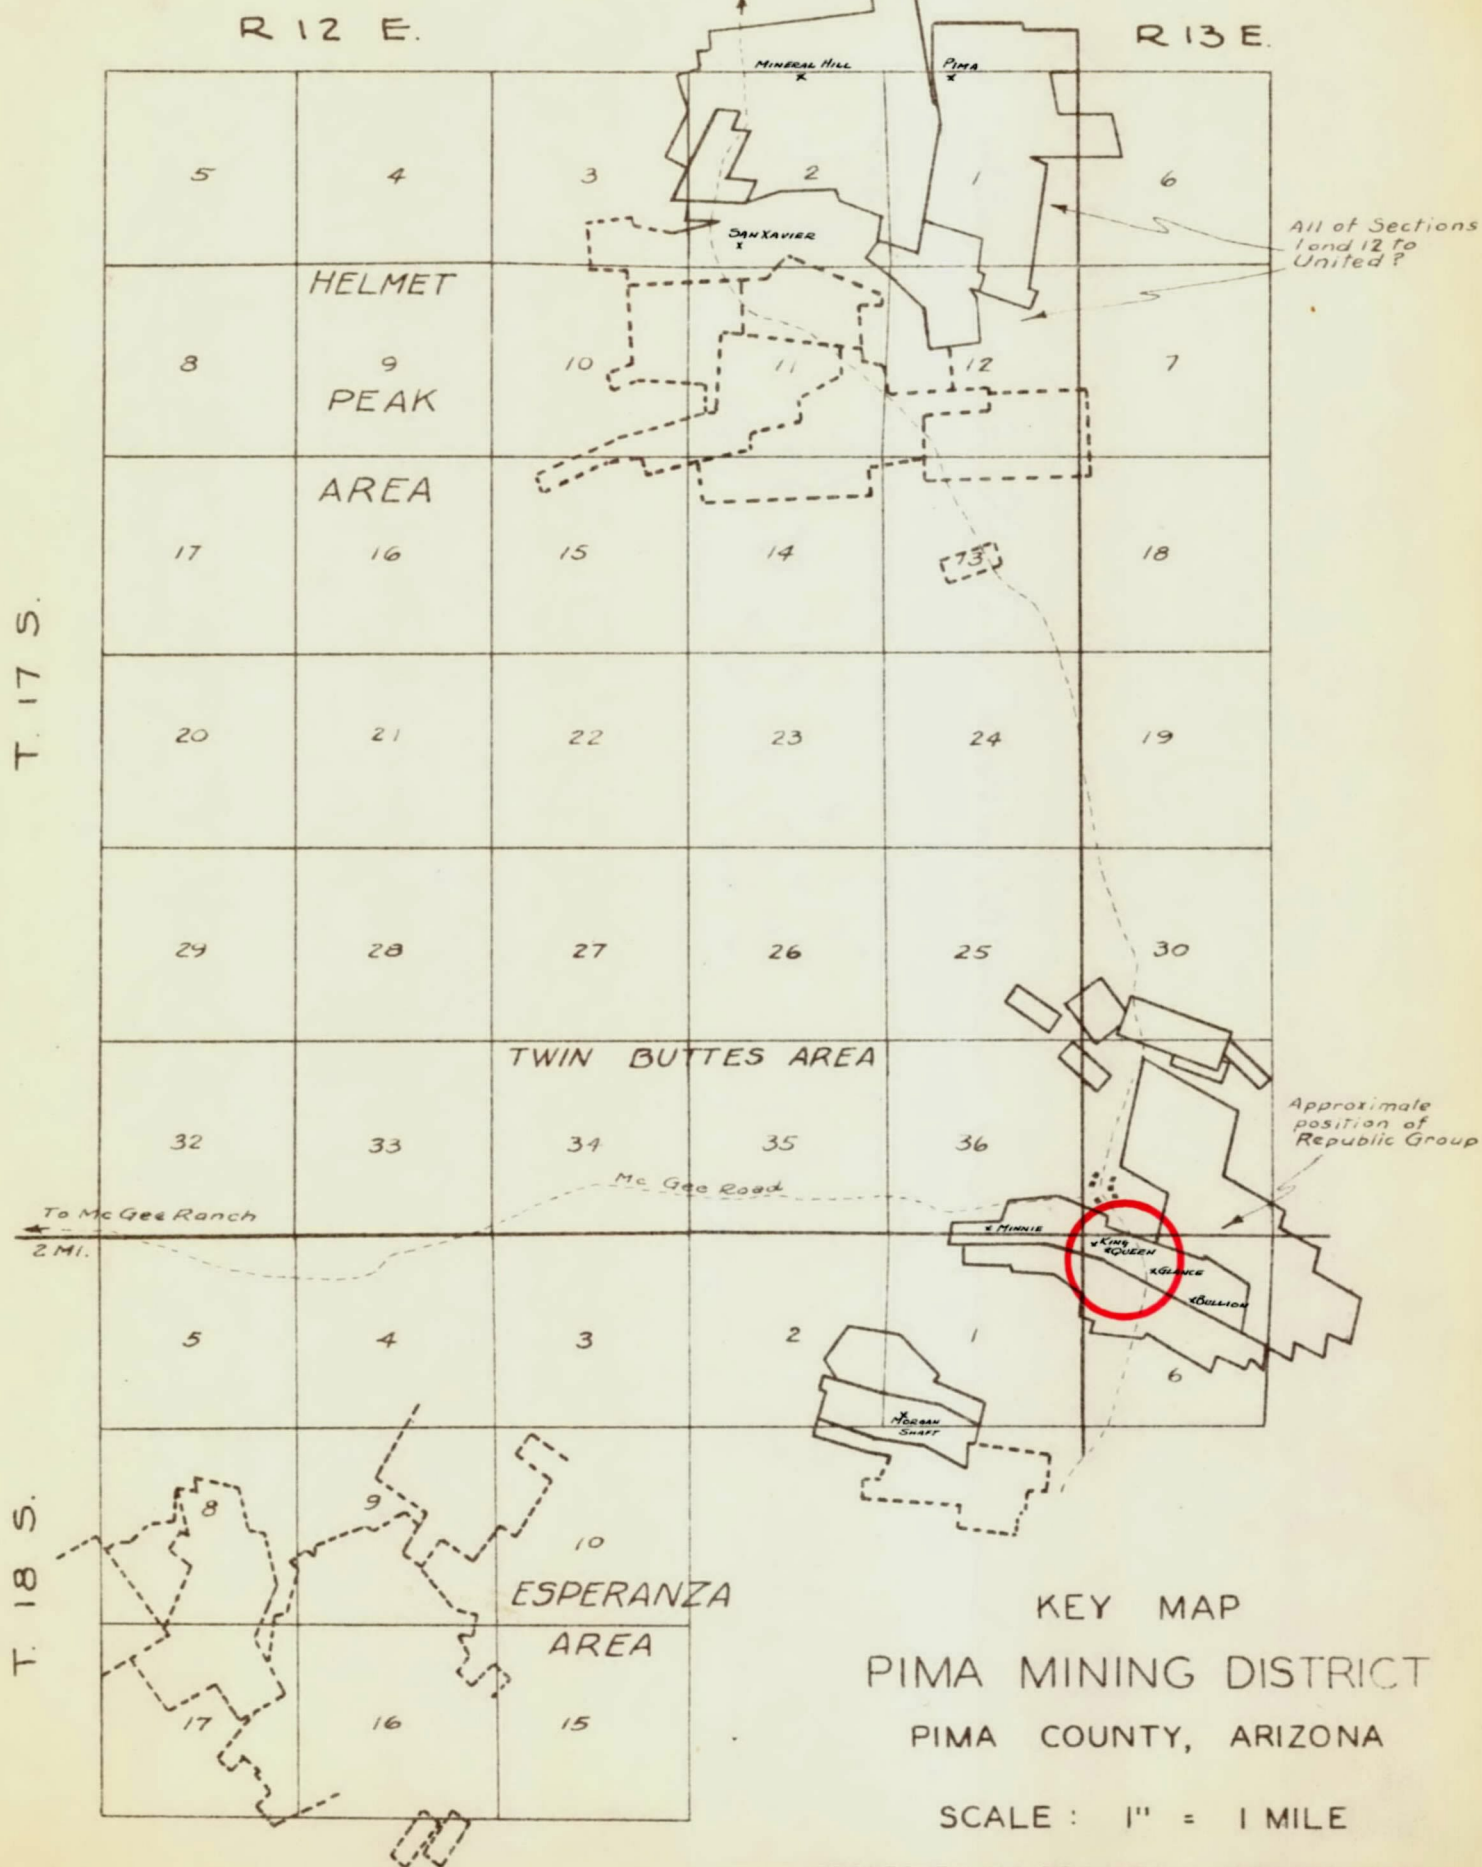 R 12 E.
R 13 E.
MINERAL HILL
PIMA
5
4
3
2
1
6
All of Sections
1 and 12 to
United?
SAN XAVIER
HELMET
8
9
10
11
12
7
PEAK
AREA
17
16
15
14
13
18
T. 17 S.
20
21
22
23
24
19
29
28
27
26
25
30
TWIN BUTTES AREA
Approximate
position of
Republic Group
32
33
34
35
36
Mc Gee Road
To Mc Gee Ranch
2 MI.
MINNIE
KING
QUEEN
GLANCE
BULLION
5
4
3
2
1
6
MORGAN
SHAFT
T. 18 S.
8
9
10
ESPERANZA
AREA
17
16
15
KEY MAP
PIMA MINING DISTRICT
PIMA COUNTY, ARIZONA
SCALE : 1" = 1 MILE